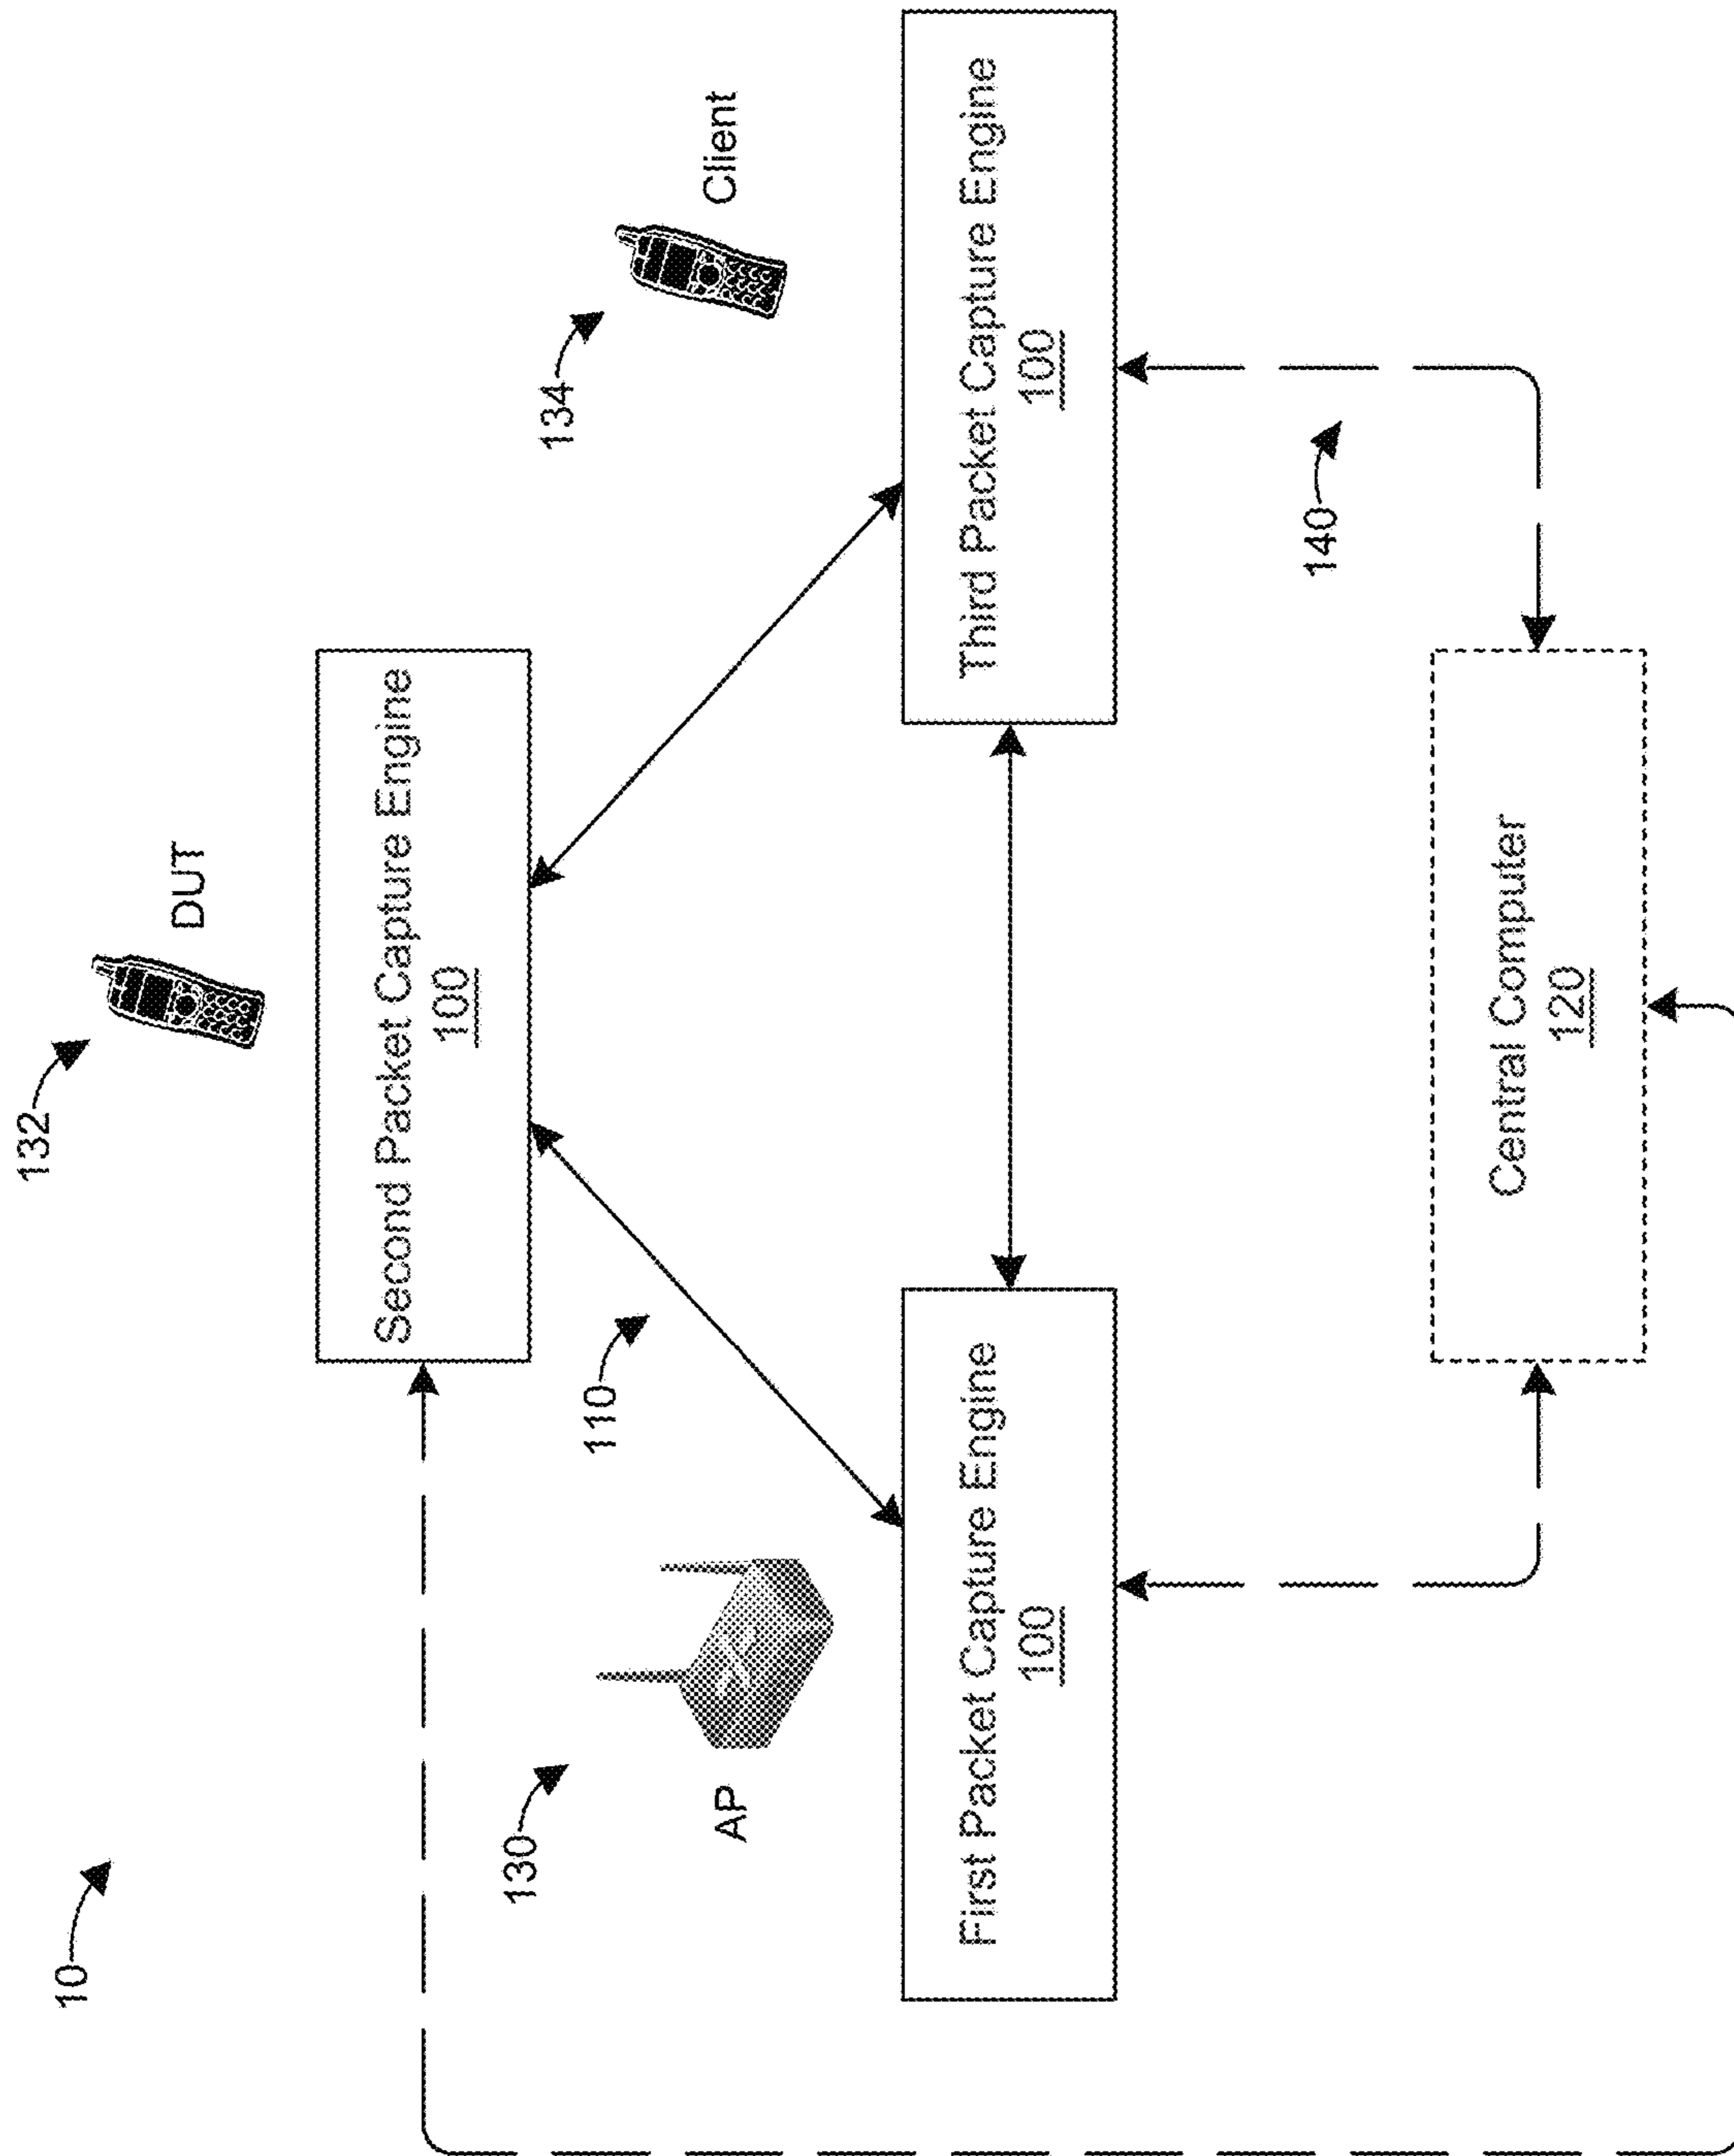 10
132
DUT
Second Packet Capture Engine
100
130
AP
110
134
Client
First Packet Capture Engine
100
Third Packet Capture Engine
100
140
Central Computer
120